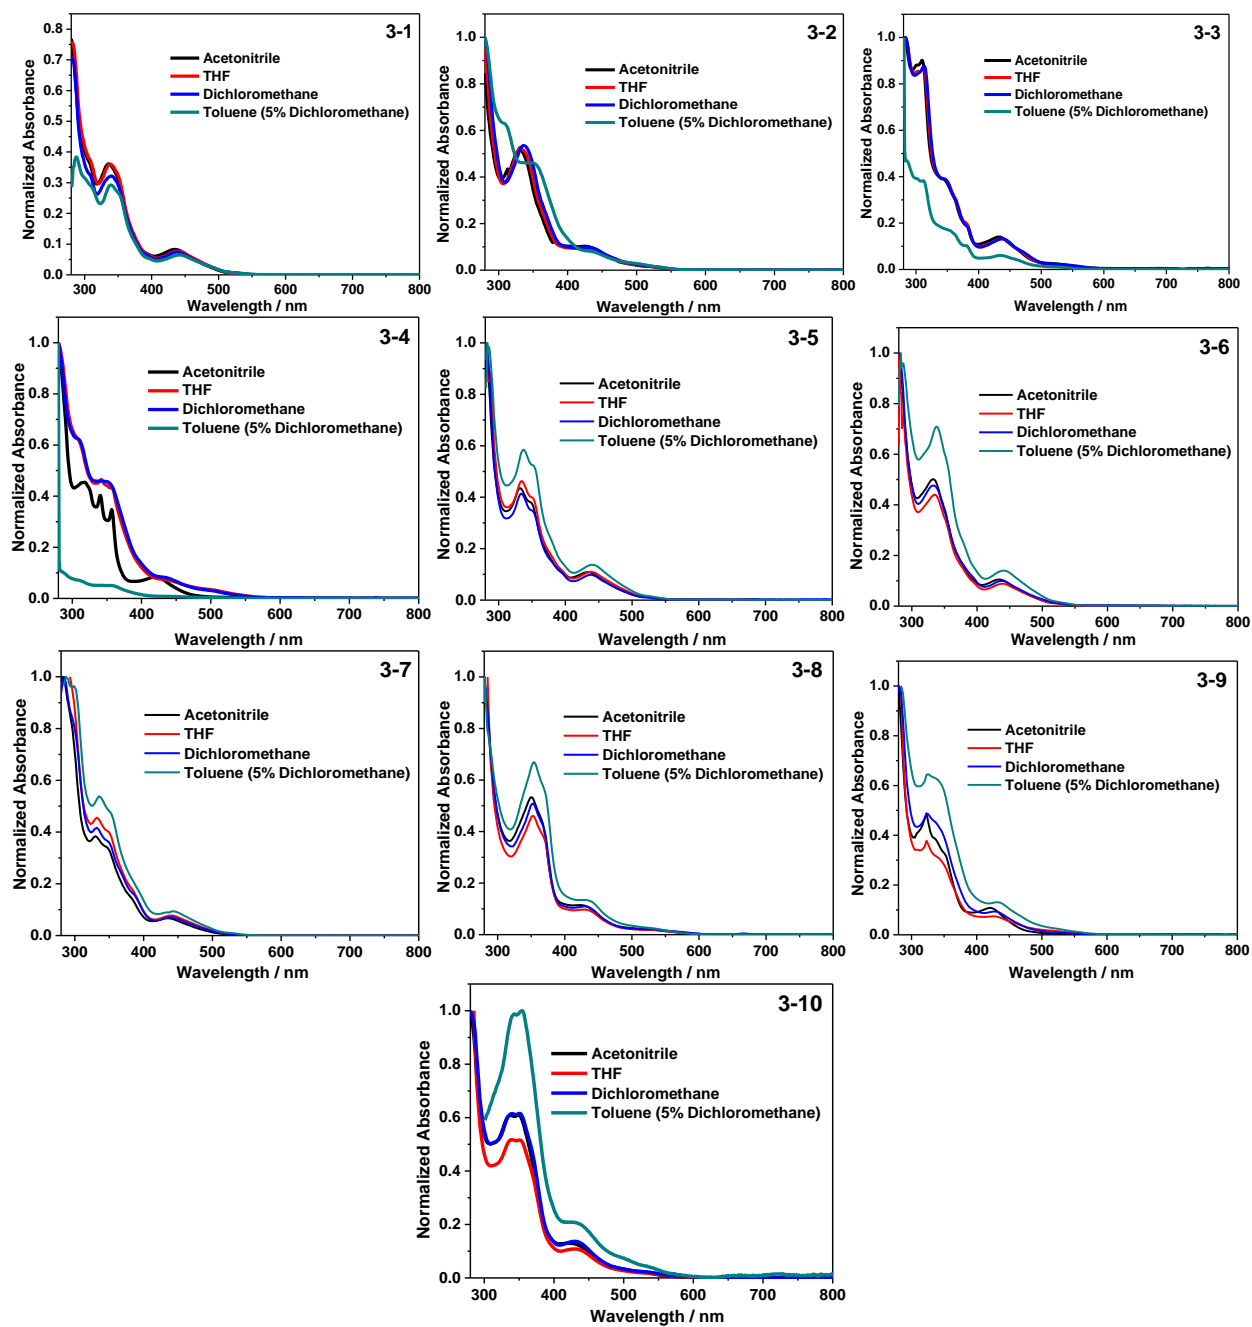 3-1
Normalized Absorbance
0.8
0.7
0.6
0.5
0.4
0.3
0.2
0.1
0.0
Acetonitrile
THF
Dichloromethane
Toluene (5% Dichloromethane)
300 400 500 600 700 800
Wavelength / nm
3-2
Normalized Absorbance
1.0
0.8
0.6
0.4
0.2
0.0
Acetonitrile
THF
Dichloromethane
Toluene (5% Dichloromethane)
300 400 500 600 700 800
Wavelength / nm
3-3
Normalized Absorbance
1.0
0.8
0.6
0.4
0.2
0.0
Acetonitrile
THF
Dichloromethane
Toluene (5% Dichloromethane)
300 400 500 600 700 800
Wavelength / nm
3-4
Normalized Absorbance
1.0
0.8
0.6
0.4
0.2
0.0
Acetonitrile
THF
Dichloromethane
Toluene (5% Dichloromethane)
300 400 500 600 700 800
Wavelength / nm
3-5
Normalized Absorbance
1.0
0.8
0.6
0.4
0.2
0.0
Acetonitrile
THF
Dichloromethane
Toluene (5% Dichloromethane)
300 400 500 600 700 800
Wavelength / nm
3-6
Normalized Absorbance
1.0
0.8
0.6
0.4
0.2
0.0
Acetonitrile
THF
Dichloromethane
Toluene (5% Dichloromethane)
300 400 500 600 700 800
Wavelength / nm
3-7
Normalized Absorbance
1.0
0.8
0.6
0.4
0.2
0.0
Acetonitrile
THF
Dichloromethane
Toluene (5% Dichloromethane)
300 400 500 600 700 800
Wavelength / nm
3-8
Normalized Absorbance
1.0
0.8
0.6
0.4
0.2
0.0
Acetonitrile
THF
Dichloromethane
Toluene (5% Dichloromethane)
300 400 500 600 700 800
Wavelength / nm
3-9
Normalized Absorbance
1.0
0.8
0.6
0.4
0.2
0.0
Acetonitrile
THF
Dichloromethane
Toluene (5% Dichloromethane)
300 400 500 600 700 800
Wavelength / nm
3-10
Normalized Absorbance
1.0
0.8
0.6
0.4
0.2
0.0
Acetonitrile
THF
Dichloromethane
Toluene (5% Dichloromethane)
300 400 500 600 700 800
Wavelength / nm